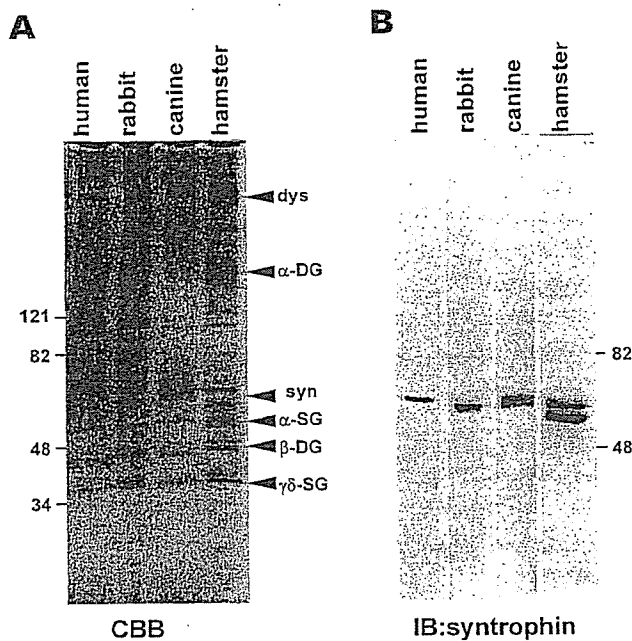 A
human
rabbit
canine
hamster
dys
α-DG
121
82
syn
α-SG
48
β-DG
γδ-SG
34
CBB
B
human
rabbit
canine
hamster
82
48
IB:syntrophin